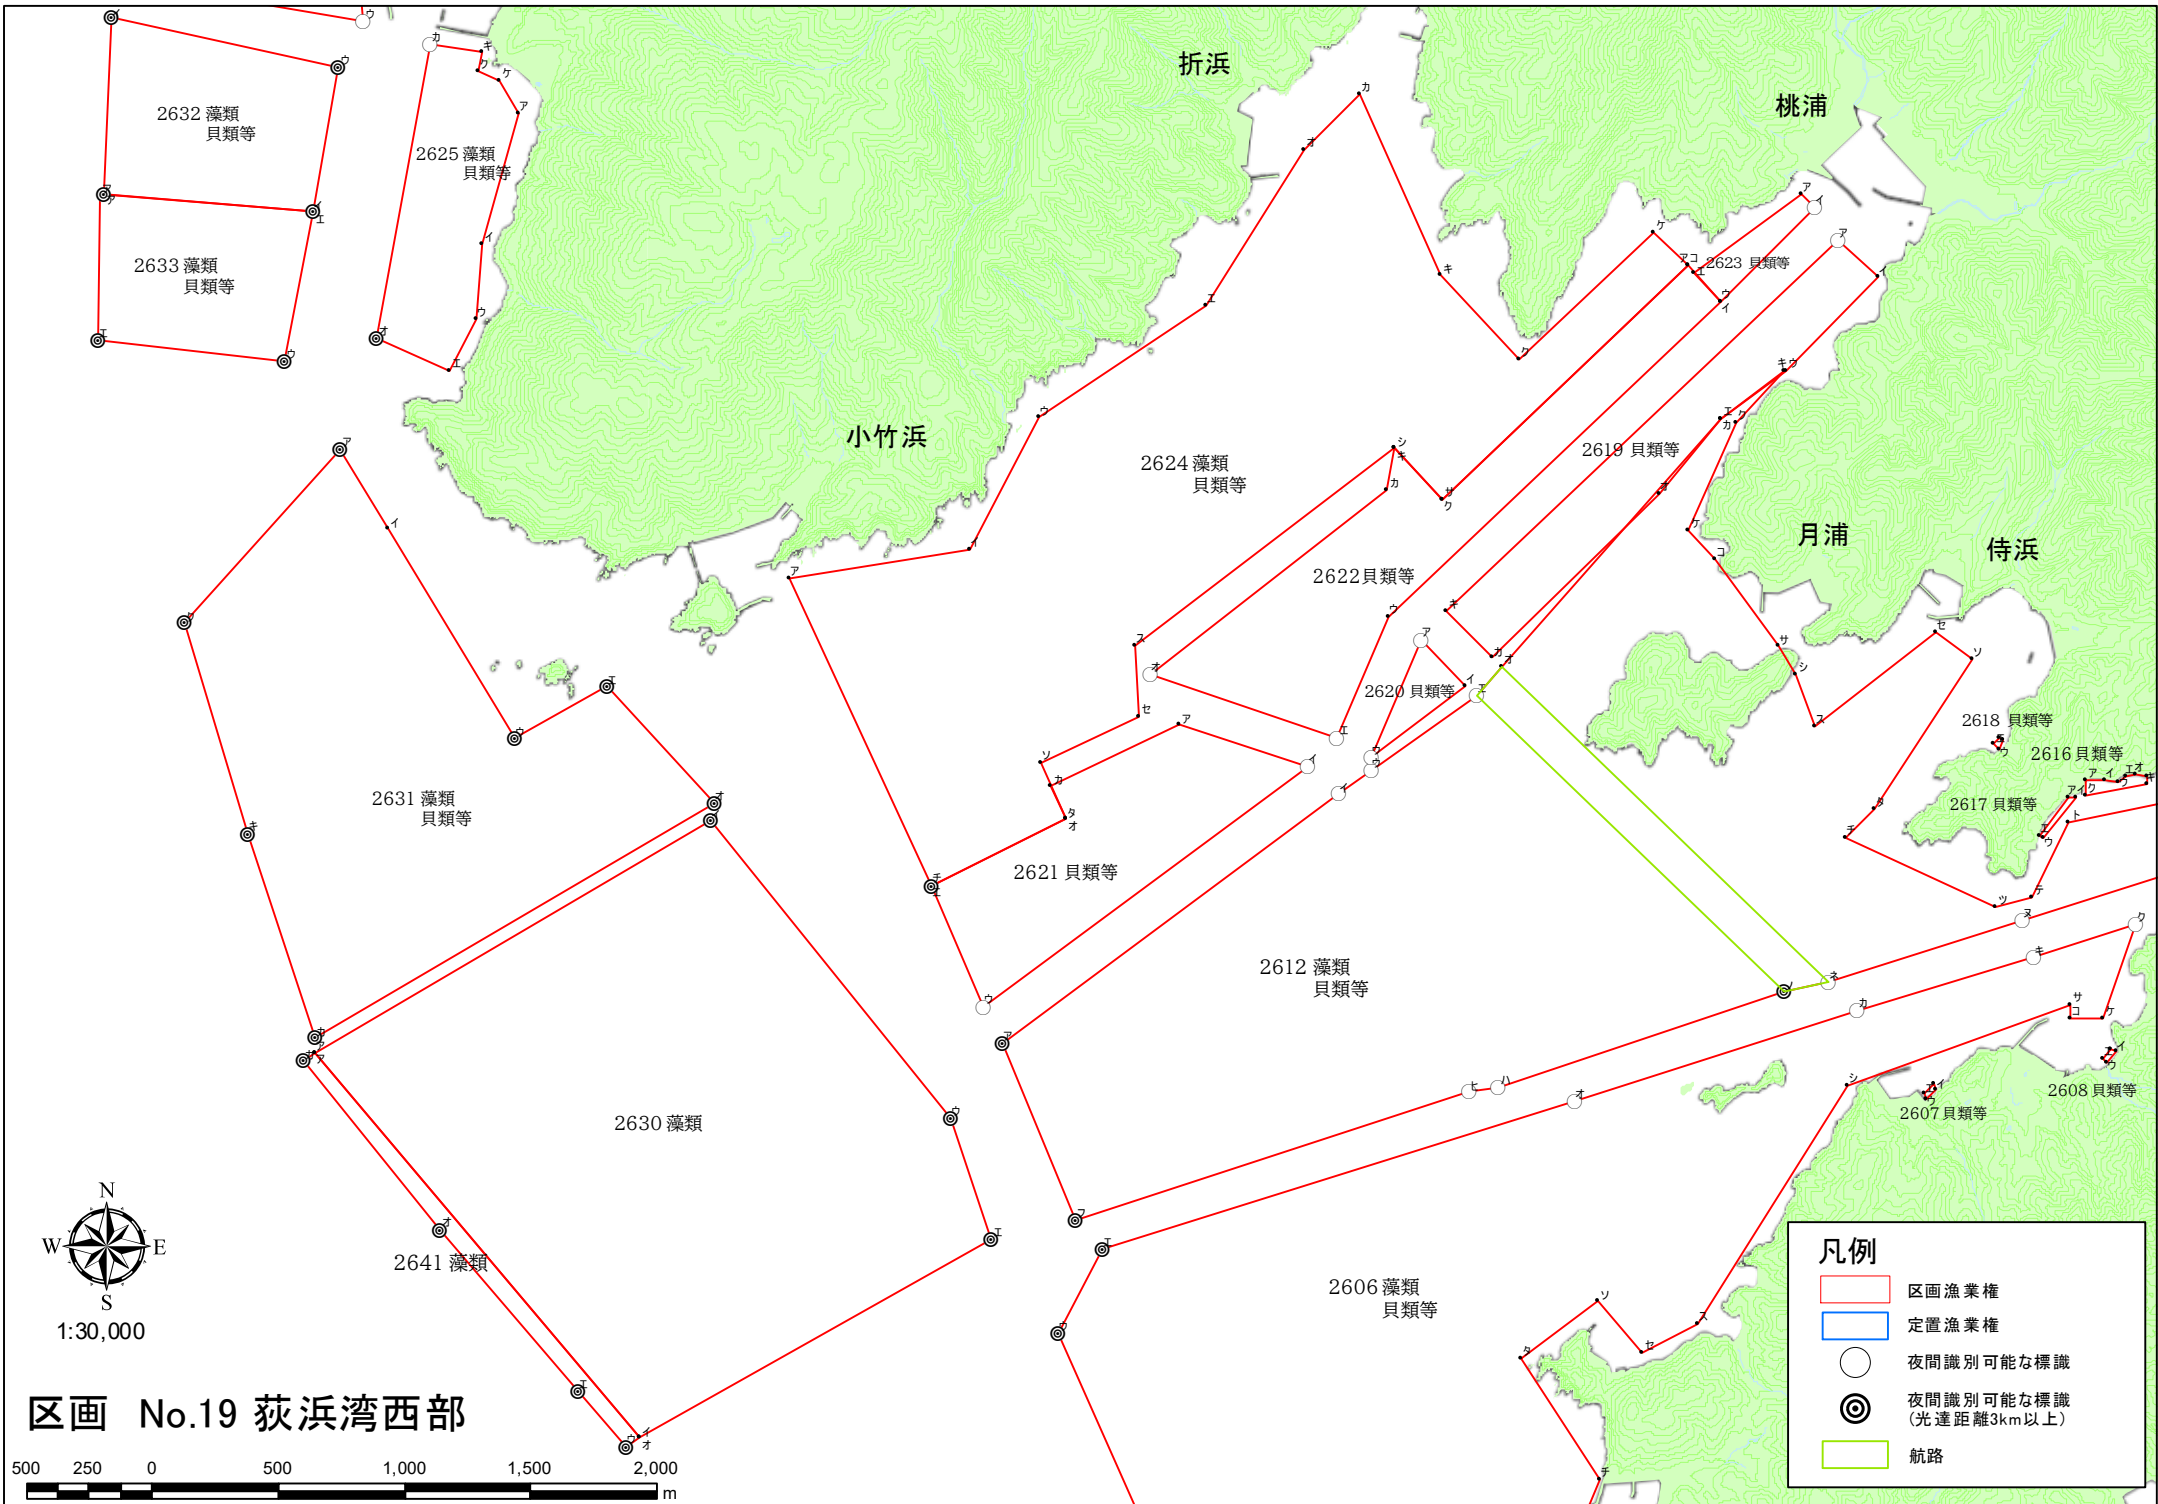 折浜
桃浦
2632 藻類
貝類等
2625 藻類
貝類等
2633 藻類
貝類等
2623 貝類等
小竹浜
2624 藻類
貝類等
2619 貝類等
月浦
侍浜
2622 貝類等
2620 貝類等
2618 貝類等
2616 貝類等
2617 貝類等
2631 藻類
貝類等
2621 貝類等
2612 藻類
貝類等
2608 貝類等
2607 貝類等
2630 藻類
2641 藻類
2606 藻類
貝類等
N
W E
S
1:30,000
区画 No.19 荻浜湾西部
500 250 0 500 1,000 1,500 2,000
m
凡例
区画漁業権
定置漁業権
夜間識別可能な標識
夜間識別可能な標識
(光達距離3km以上)
航路